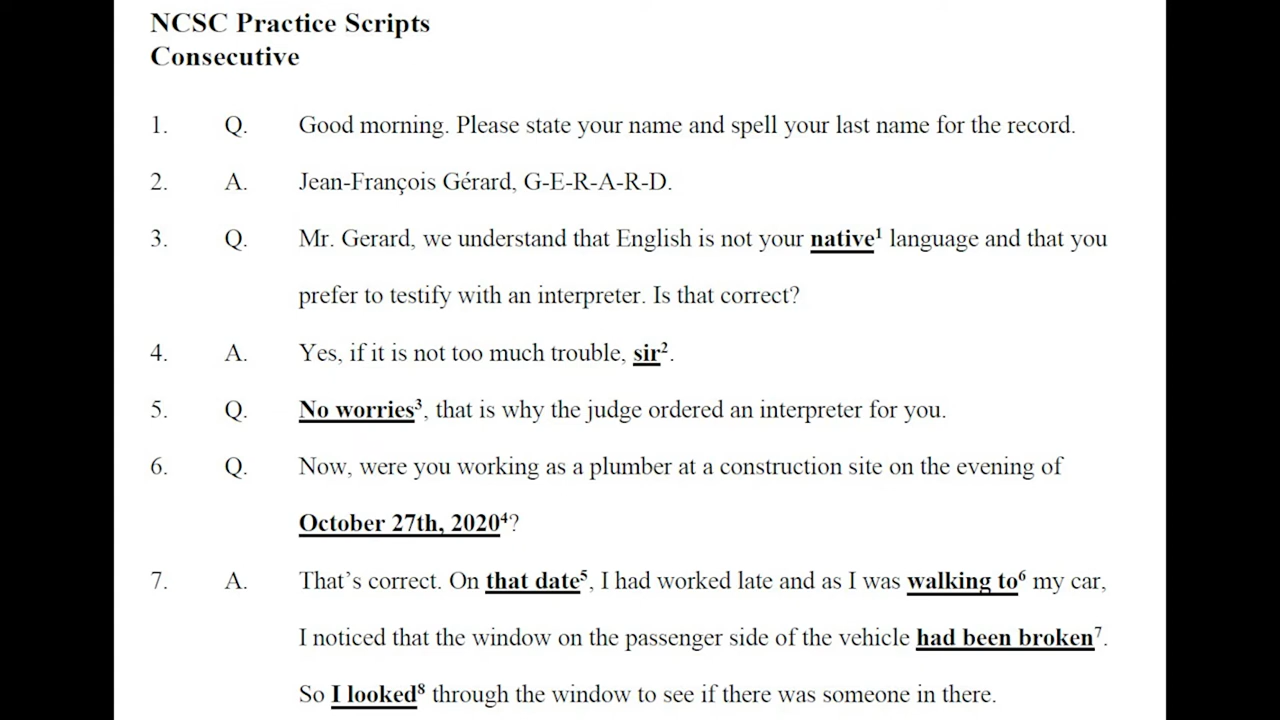 NCSC Practice Scripts
Consecutive
1. Q. Good morning. Please state your name and spell your last name for the record.
2. A. Jean-François Gérard, G-E-R-A-R-D.
3. Q. Mr. Gerard, we understand that English is not your native¹ language and that you
prefer to testify with an interpreter. Is that correct?
4. A. Yes, if it is not too much trouble, sir².
5. Q. No worries³, that is why the judge ordered an interpreter for you.
6. Q. Now, were you working as a plumber at a construction site on the evening of
October 27th, 2020⁴?
7. A. That’s correct. On that date⁵, I had worked late and as I was walking to⁶ my car,
I noticed that the window on the passenger side of the vehicle had been broken⁷.
So I looked⁸ through the window to see if there was someone in there.